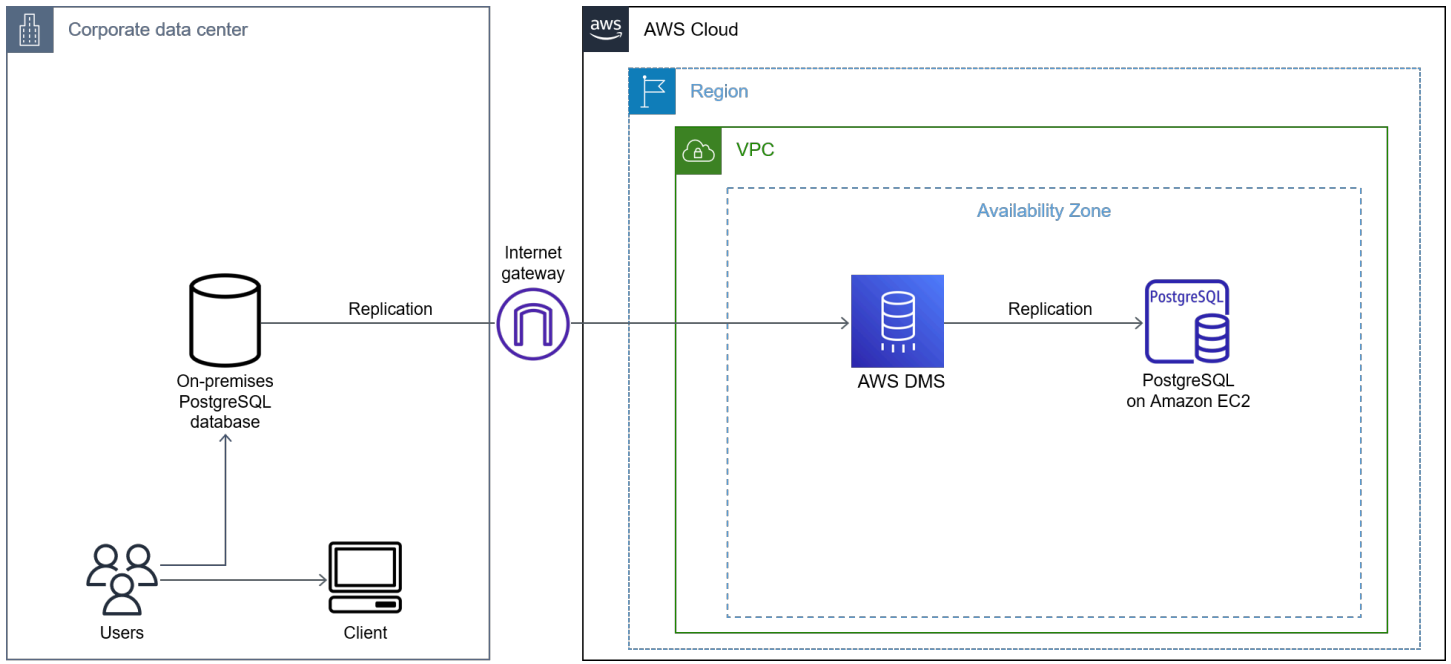 Corporate data center
aws
AWS Cloud
Region
VPC
Availability Zone
Internet
gateway
Replication
Replication
PostgreSQL
On-premises
PostgreSQL
database
AWS DMS
PostgreSQL
on Amazon EC2
Users
Client